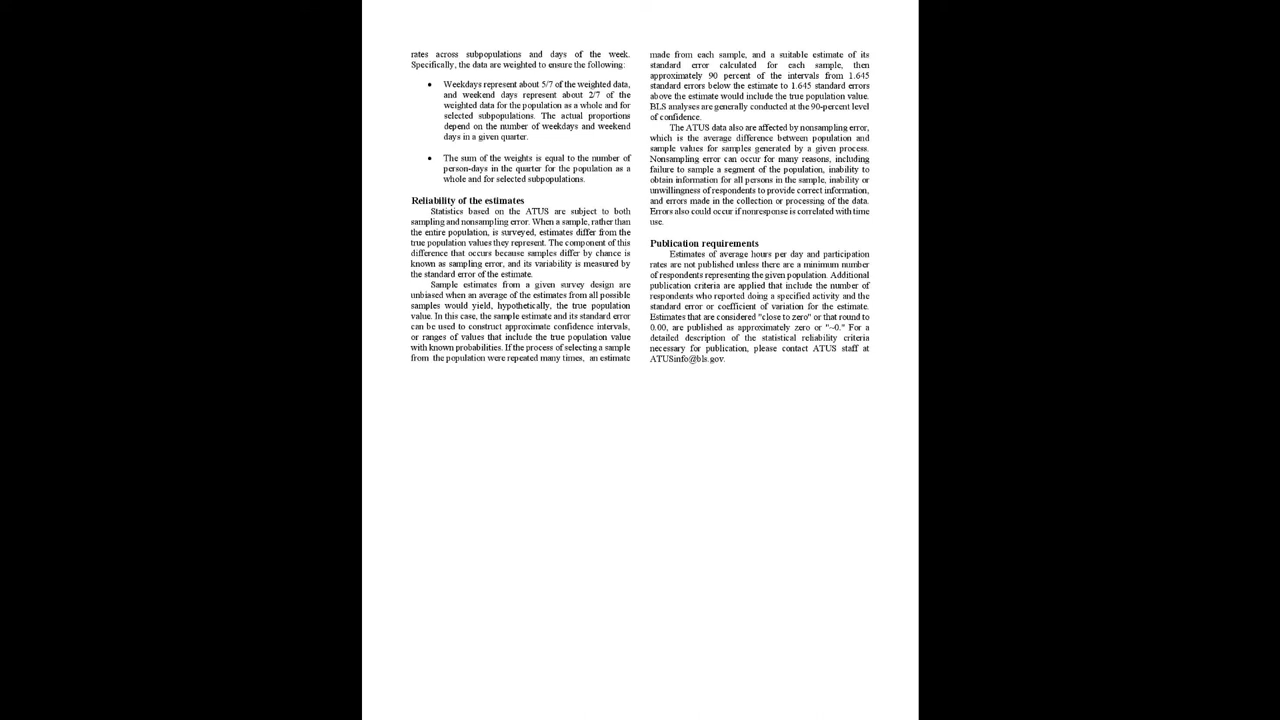 rates across subpopulations and days of the week.
Specifically, the data are weighted to ensure the following:
• Weekdays represent about 5/7 of the weighted data,
and weekend days represent about 2/7 of the
weighted data for the population as a whole and for
selected subpopulations. The actual proportions
depend on the number of weekdays and weekend
days in a given quarter.
• The sum of the weights is equal to the number of
person-days in the quarter for the population as a
whole and for selected subpopulations.
Reliability of the estimates
Statistics based on the ATUS are subject to both
sampling and nonsampling error. When a sample, rather than
the entire population, is surveyed, estimates differ from the
true population values they represent. The component of this
difference that occurs because samples differ by chance is
known as sampling error, and its variability is measured by
the standard error of the estimate.
Sample estimates from a given survey design are
unbiased when an average of the estimates from all possible
samples would yield, hypothetically, the true population
value. In this case, the sample estimate and its standard error
can be used to construct approximate confidence intervals,
or ranges of values that include the true population value
with known probabilities. If the process of selecting a sample
from the population were repeated many times, an estimate
made from each sample, and a suitable estimate of its
standard error calculated for each sample, then
approximately 90 percent of the intervals from 1.645
standard errors below the estimate to 1.645 standard errors
above the estimate would include the true population value.
BLS analyses are generally conducted at the 90-percent level
of confidence.
The ATUS data also are affected by nonsampling error,
which is the average difference between population and
sample values for samples generated by a given process.
Nonsampling error can occur for many reasons, including
failure to sample a segment of the population, inability to
obtain information for all persons in the sample, inability or
unwillingness of respondents to provide correct information,
and errors made in the collection or processing of the data.
Errors also could occur if nonresponse is correlated with time
use.
Publication requirements
Estimates of average hours per day and participation
rates are not published unless there are a minimum number
of respondents representing the given population. Additional
publication criteria are applied that include the number of
respondents who reported doing a specified activity and the
standard error or coefficient of variation for the estimate.
Estimates that are considered "close to zero" or that round to
0.00, are published as approximately zero or "~0." For a
detailed description of the statistical reliability criteria
necessary for publication, please contact ATUS staff at
ATUSinfo@bls.gov.